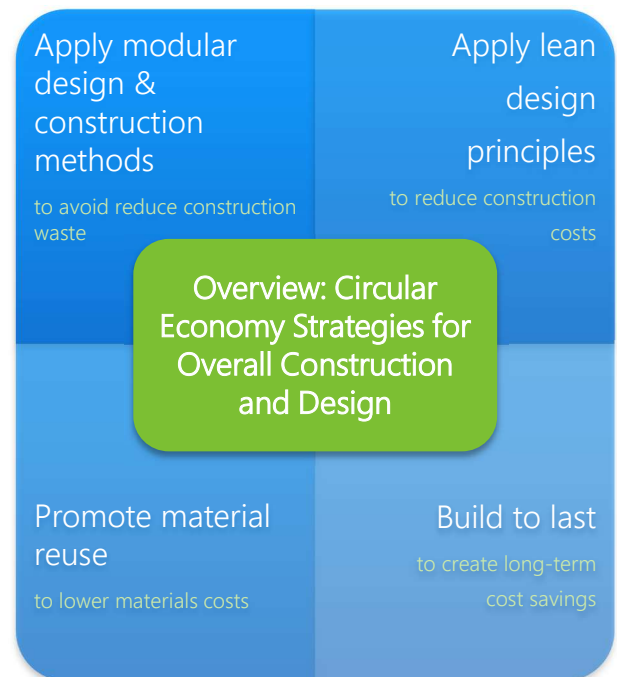 Apply modular
design &
construction
methods
to avoid reduce construction
waste
Apply lean
design
principles
to reduce construction
costs
Overview: Circular
Economy Strategies for
Overall Construction
and Design
Promote material
reuse
to lower materials costs
Build to last
to create long-term
cost savings